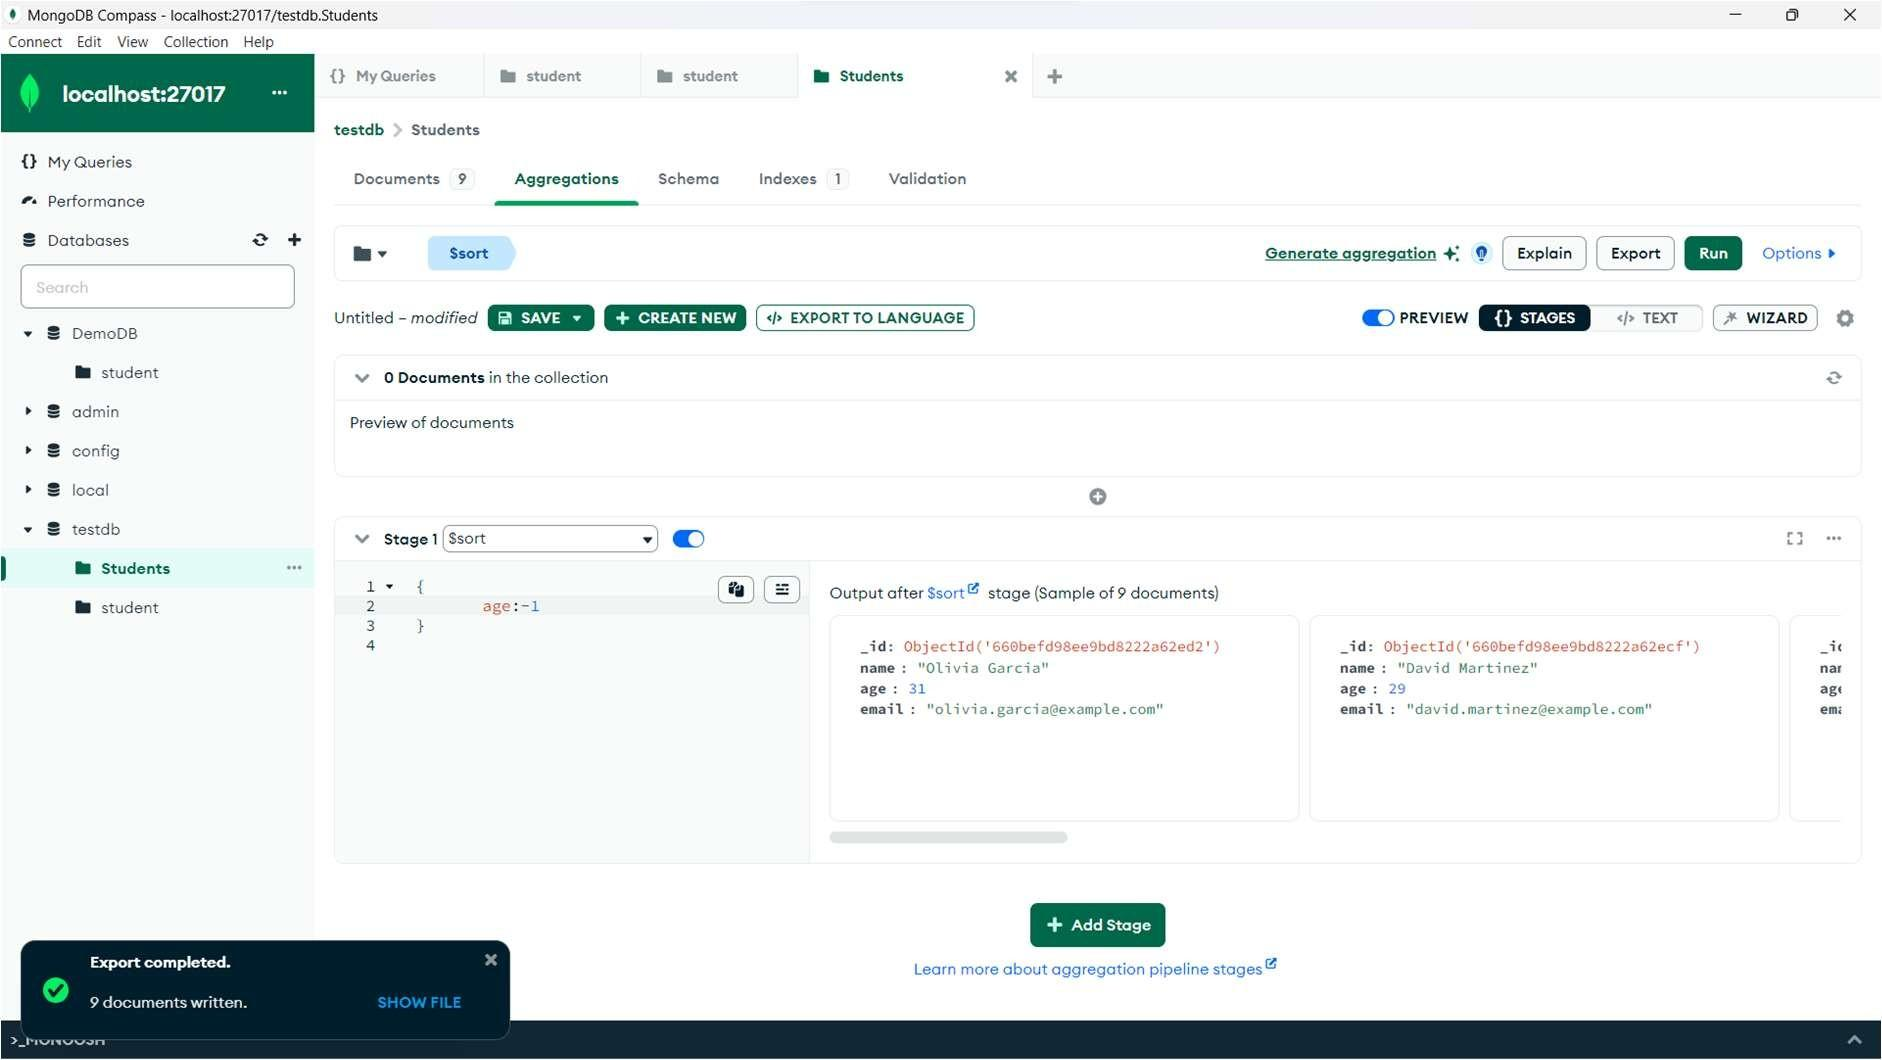 MongoDB Compass - localhost:27017/testdb.Students
Connect Edit View Collection Help
localhost:27017
{} My Queries
student
student
Students
testdb > Students
{} My Queries
Performance
Databases
Search
DemoDB
student
admin
config
local
testdb
Students
student
Documents 9
Aggregations
Schema
Indexes 1
Validation
$sort
Generate aggregation
Explain
Export
Run
Options
Untitled – modified
SAVE
CREATE NEW
</> EXPORT TO LANGUAGE
PREVIEW
{} STAGES
</> TEXT
WIZARD
0 Documents in the collection
Preview of documents
Stage 1 $sort
1 {
2 age:-1
3 }
4
Output after $sort stage (Sample of 9 documents)
_id: ObjectId('660befd98ee9bd8222a62ed2')
name : "Olivia Garcia"
age : 31
email : "olivia.garcia@example.com"
_id: ObjectId('660befd98ee9bd8222a62ecf')
name : "David Martinez"
age : 29
email : "david.martinez@example.com"
Add Stage
Learn more about aggregation pipeline stages
Export completed.
9 documents written.
SHOW FILE
>_MONGOSH